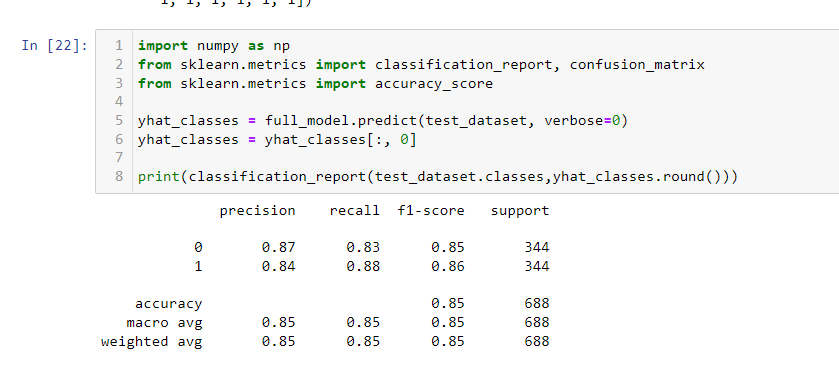 1, 1, 1, 1, 1, 1])
In [22]:
1 import numpy as np
2 from sklearn.metrics import classification_report, confusion_matrix
3 from sklearn.metrics import accuracy_score
4
5 yhat_classes = full_model.predict(test_dataset, verbose=0)
6 yhat_classes = yhat_classes[:, 0]
7
8 print(classification_report(test_dataset.classes,yhat_classes.round()))
precision recall f1-score support
0 0.87 0.83 0.85 344
1 0.84 0.88 0.86 344
accuracy 0.85 688
macro avg 0.85 0.85 0.85 688
weighted avg 0.85 0.85 0.85 688